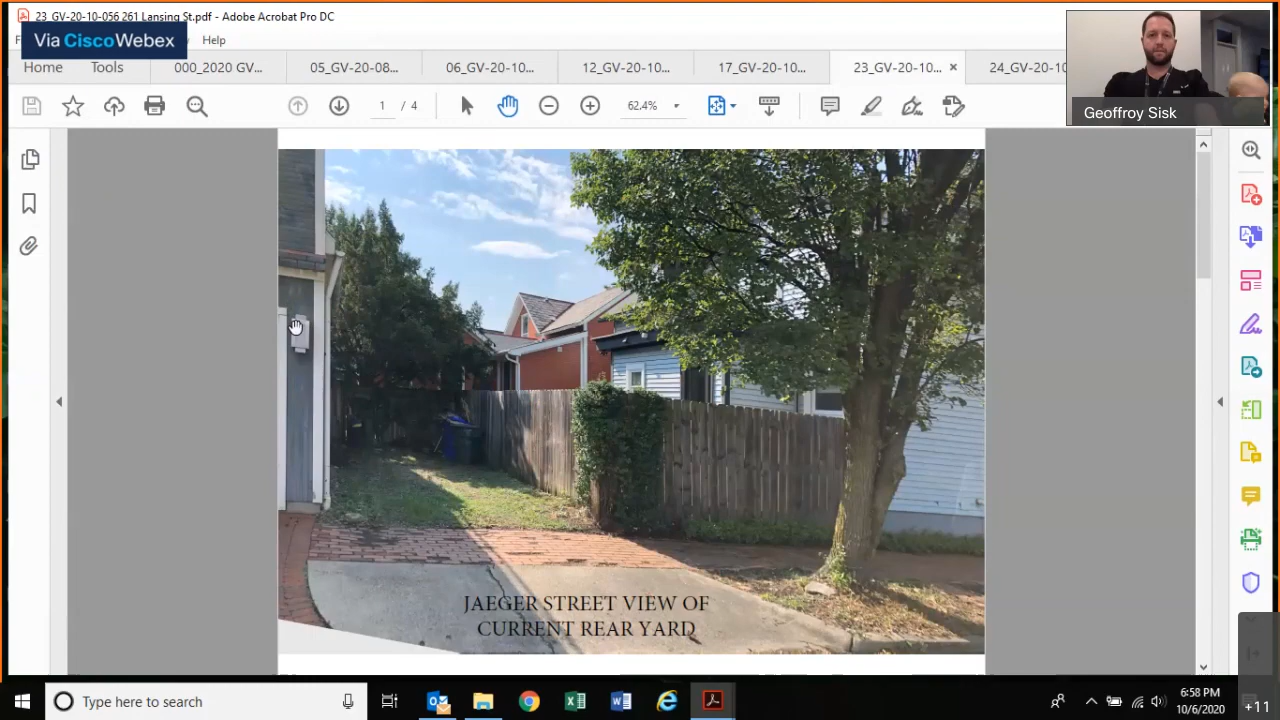 23_GV-20-10-056 261 Lansing St.pdf - Adobe Acrobat Pro DC
Via CiscoWebex
Help
Home Tools 000_2020 GV... 05_GV-20-08... 06_GV-20-10... 12_GV-20-10... 17_GV-20-10... 23_GV-20-10... × 24_GV-20-10
1 / 4 62.4%
Geoffroy Sisk
JAEGER STREET VIEW OF
CURRENT REAR YARD
Type here to search
6:58 PM
10/6/2020
+11